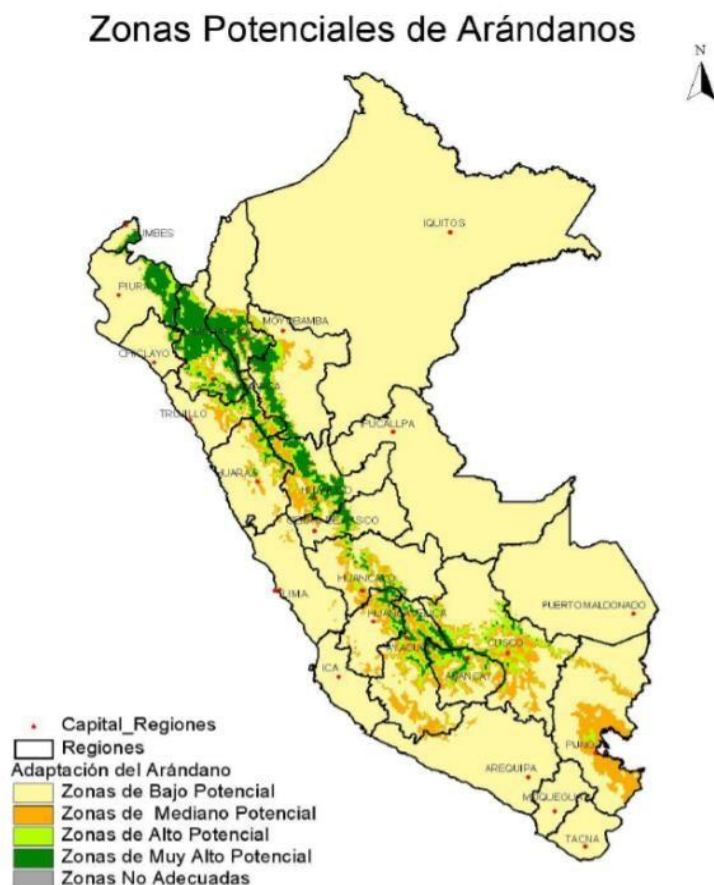 Zonas Potenciales de Arándanos
N
IQUITOS
TUMBES
PIURA
MOYOBAMBA
CHICLAYO
TRUJILLO
PUCALLPA
HUARAZ
LIMA
HUANCAYO
PUERTO MALDONADO
CUSCO
ICA
PUNO
AREQUIPA
MOQUEGUA
TACNA
Capital_Regiones
Regiones
Adaptación del Arándano
Zonas de Bajo Potencial
Zonas de Mediano Potencial
Zonas de Alto Potencial
Zonas de Muy Alto Potencial
Zonas No Adecuadas